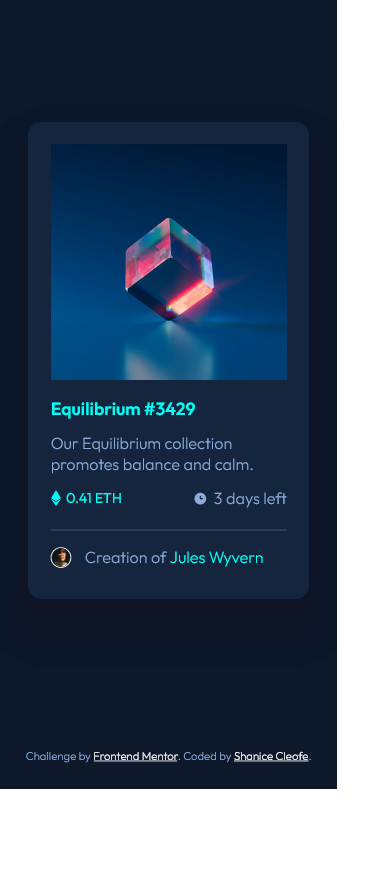 Equilibrium #3429
Our Equilibrium collection
promotes balance and calm.
0.41 ETH 3 days left
Creation of Jules Wyvern
Challenge by Frontend Mentor. Coded by Shanice Cleofe.